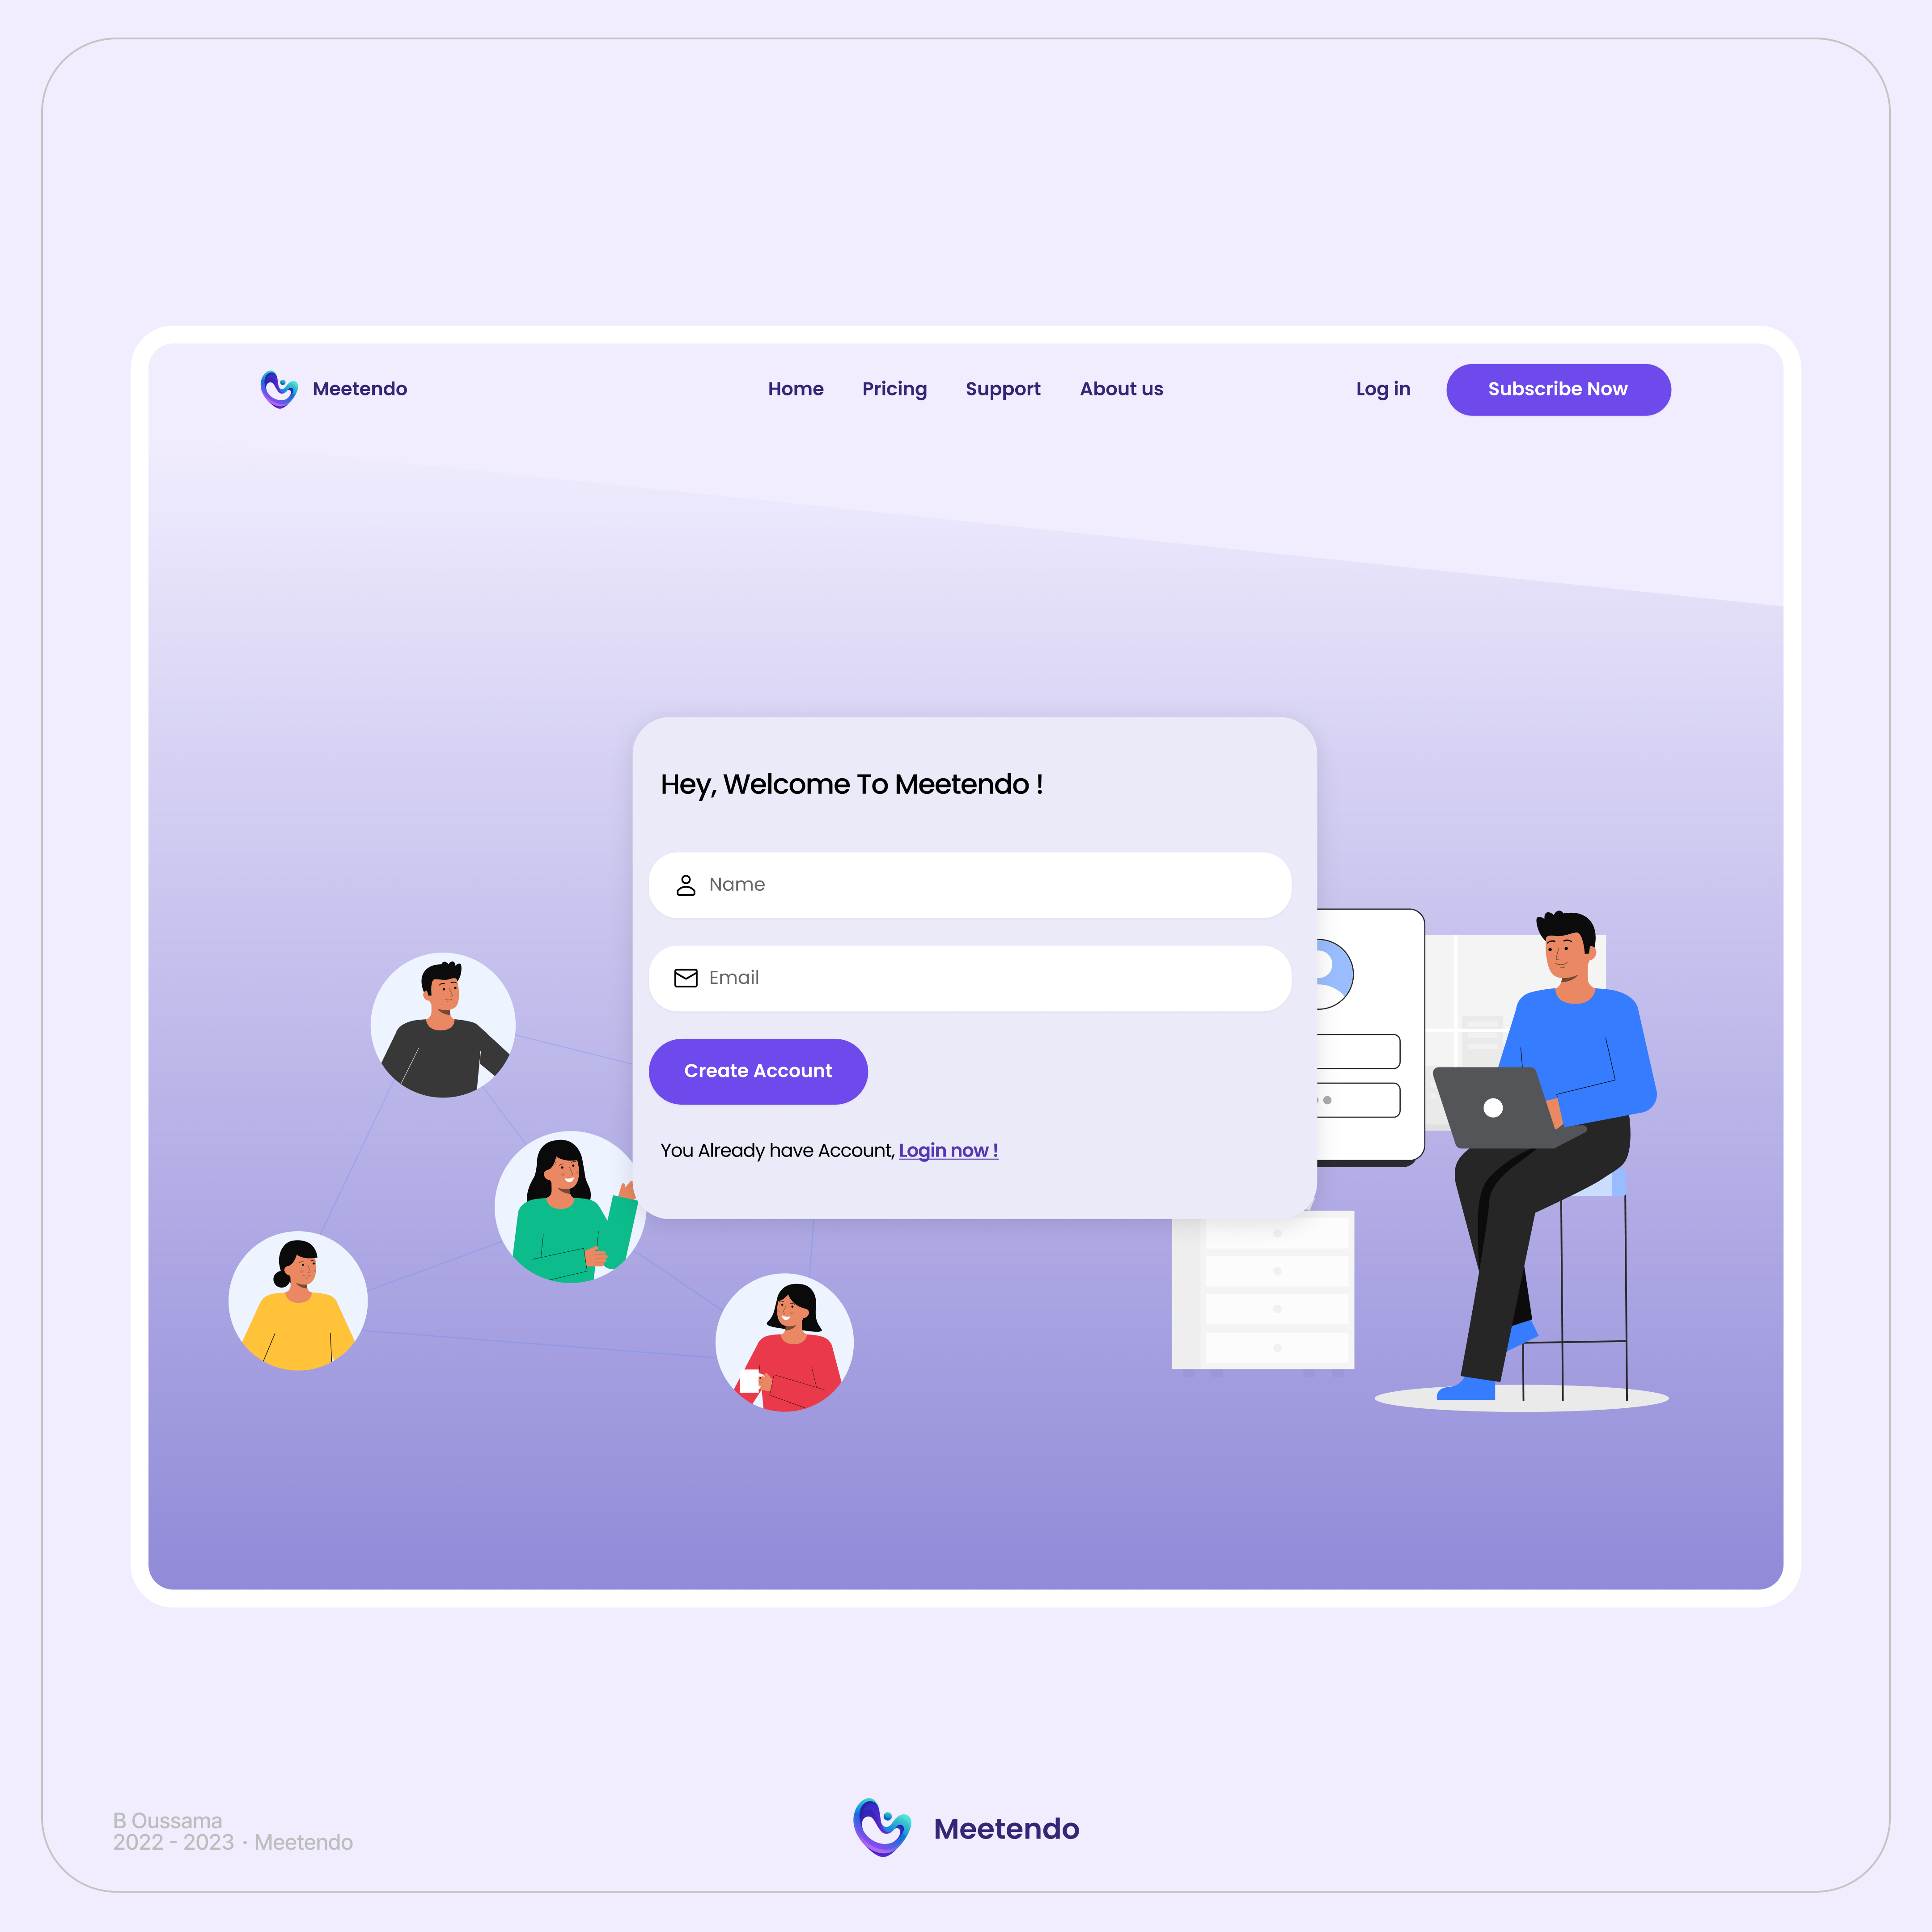 Meetendo
Home Pricing Support About us
Log in
Subscribe Now
Hey, Welcome To Meetendo !
Name
Email
Create Account
You Already have Account, Login now !
B Oussama
2022 - 2023 · Meetendo
Meetendo